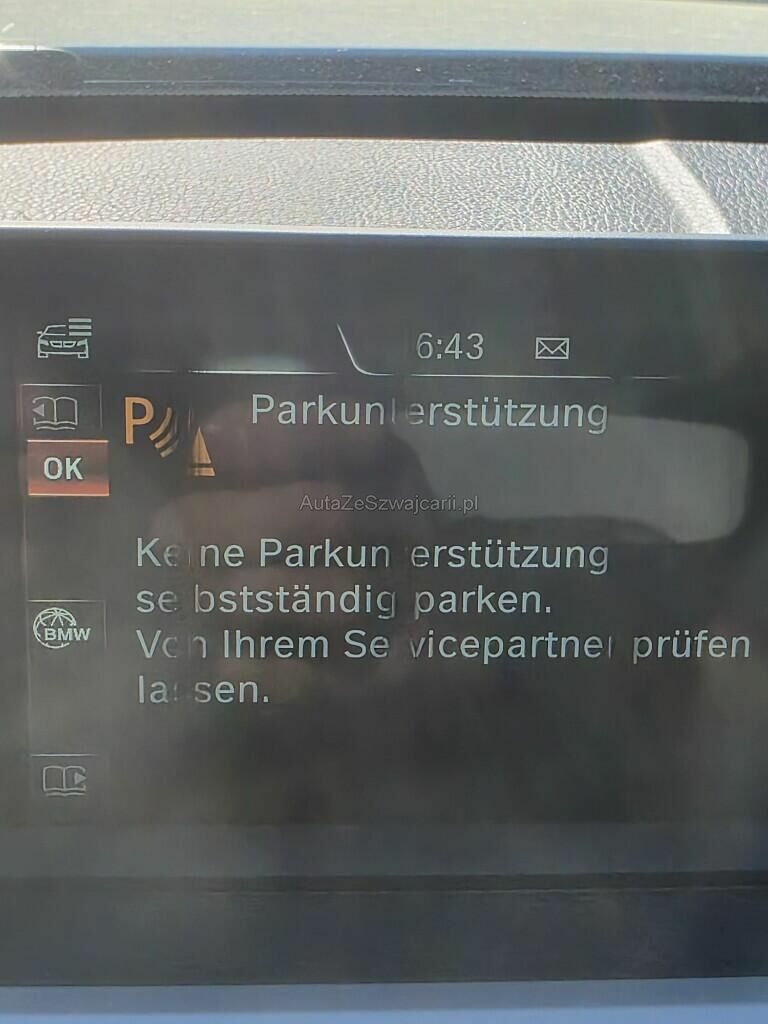 6:43
P
Parkunterstützung
OK
AutaZeSzwajcarii.pl
Keine Parkunterstützung
selbstständig parken.
BMW
Von Ihrem Servicepartner prüfen
lassen.